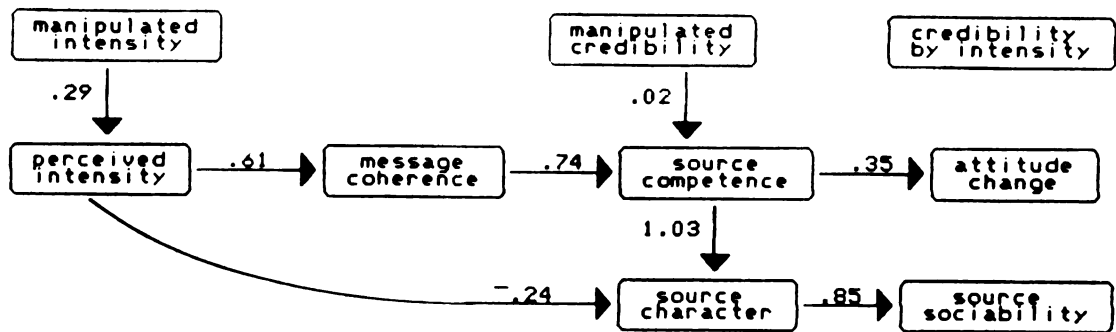 manipulated
intensity
manipulated
credibility
credibility
by intensity
.29
.02
perceived
intensity
.61
message
coherence
.74
source
competence
.35
attitude
change
1.03
-.24
source
character
.85
source
sociability